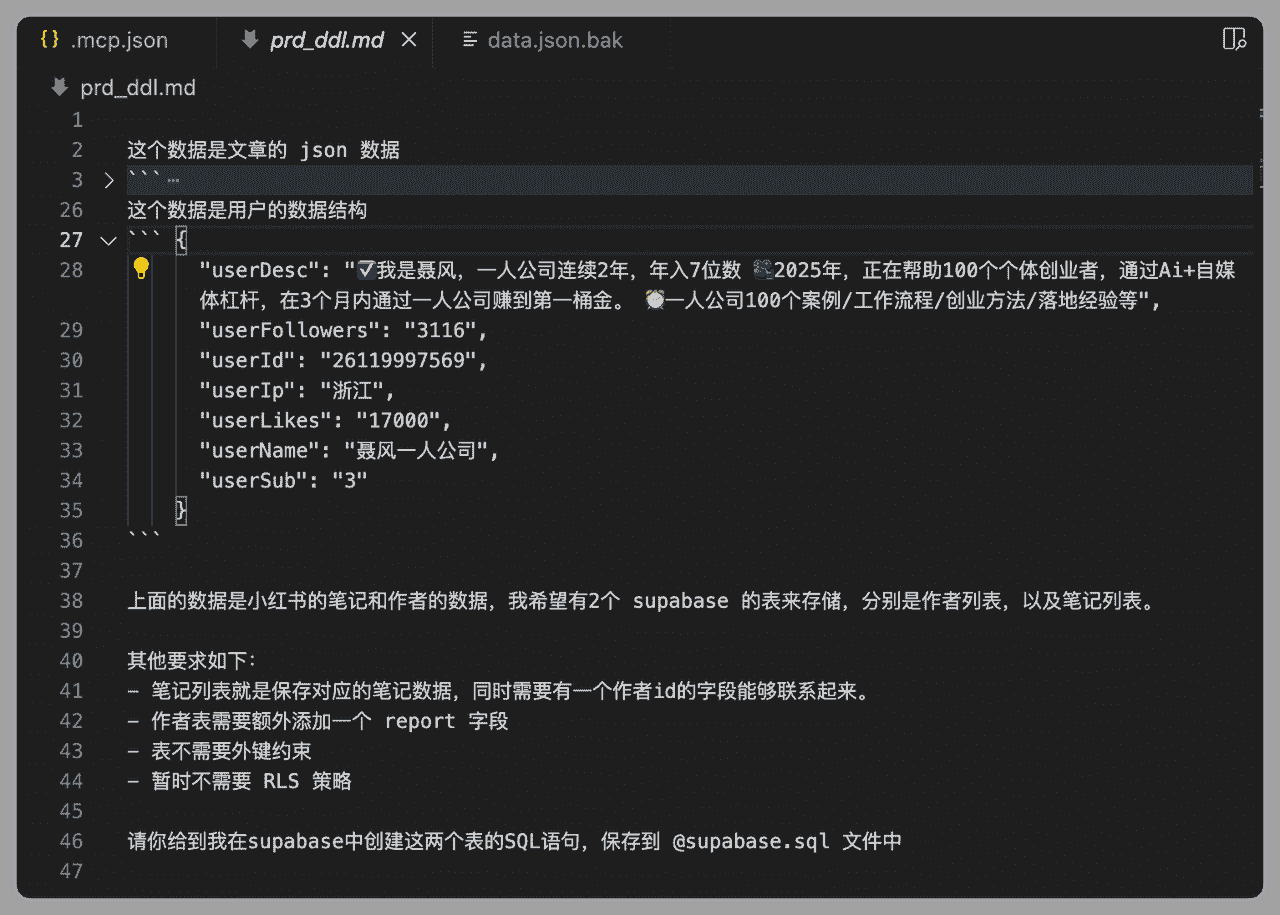 .mcp.json
prd_ddl.md
data.json.bak
prd_ddl.md
1
2 这个数据是文章的 json 数据
3 ``` ···
26 这个数据是用户的数据结构
27 ``` {
28 "userDesc": "☑️我是聂风，一人公司连续2年，年入7位数 2025年，正在帮助100个个体创业者，通过Ai+自媒
体杠杆，在3个月内通过一人公司赚到第一桶金。 ⏰一人公司100个案例/工作流程/创业方法/落地经验等",
29 "userFollowers": "3116",
30 "userId": "26119997569",
31 "userIp": "浙江",
32 "userLikes": "17000",
33 "userName": "聂风一人公司",
34 "userSub": "3"
35 }
36 ```
37
38 上面的数据是小红书的笔记和作者的数据，我希望有2个 supabase 的表来存储，分别是作者列表，以及笔记列表。
39
40 其他要求如下：
41 - 笔记列表就是保存对应的笔记数据，同时需要有一个作者id的字段能够联系起来。
42 - 作者表需要额外添加一个 report 字段
43 - 表不需要外键约束
44 - 暂时不需要 RLS 策略
45
46 请你给到我在supabase中创建这两个表的SQL语句，保存到 @supabase.sql 文件中
47